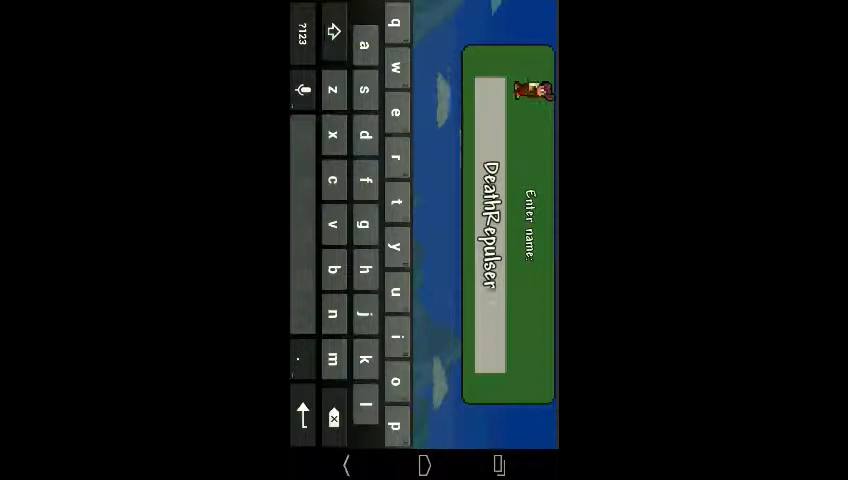 Enter name:
DeathRepulser
q w e r t y u i o p
a s d f g h j k l
z x c v b n m
?123 .